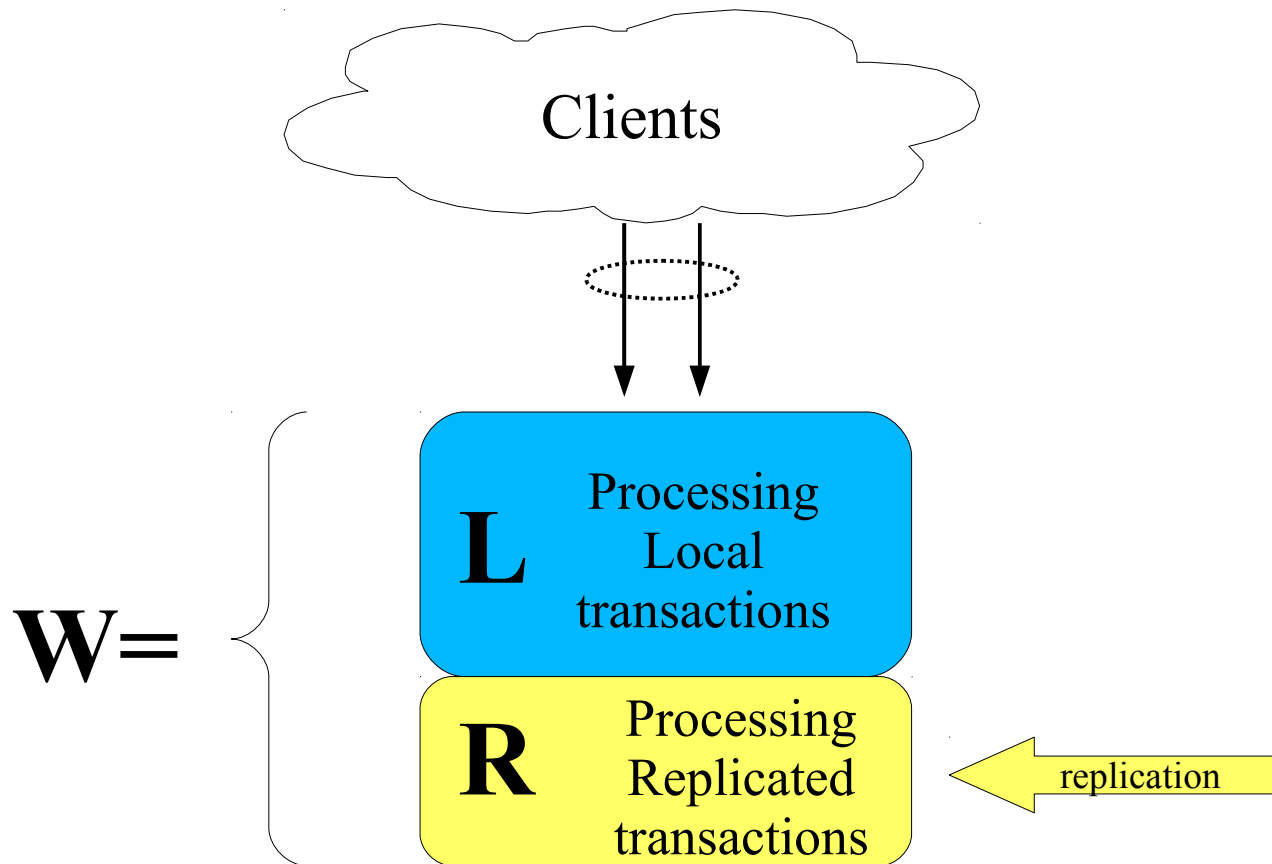 Clients
L
Processing
Local
transactions
W=
R
Processing
Replicated
transactions
replication